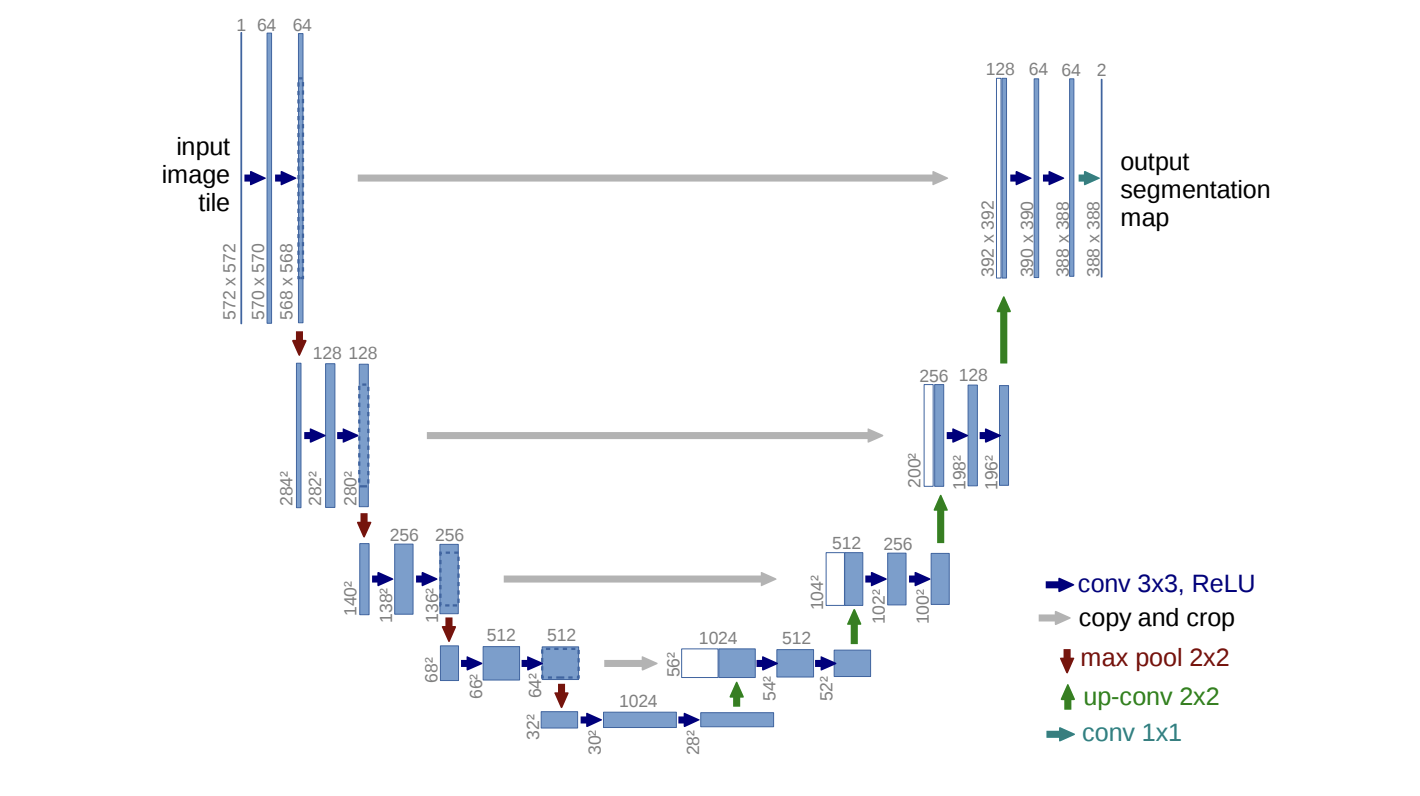 1 64 64
128 64 64 2
input
image
tile
output
segmentation
map
572 x 572
570 x 570
568 x 568
392 x 392
390 x 390
388 x 388
388 x 388
128 128
256 128
284²
282²
280²
200²
198²
196²
256 256
512 256
140²
138²
136²
104²
102²
100²
512 512
1024 512
68²
66²
64²
56²
54²
52²
1024
32²
30²
28²
conv 3x3, ReLU
copy and crop
max pool 2x2
up-conv 2x2
conv 1x1